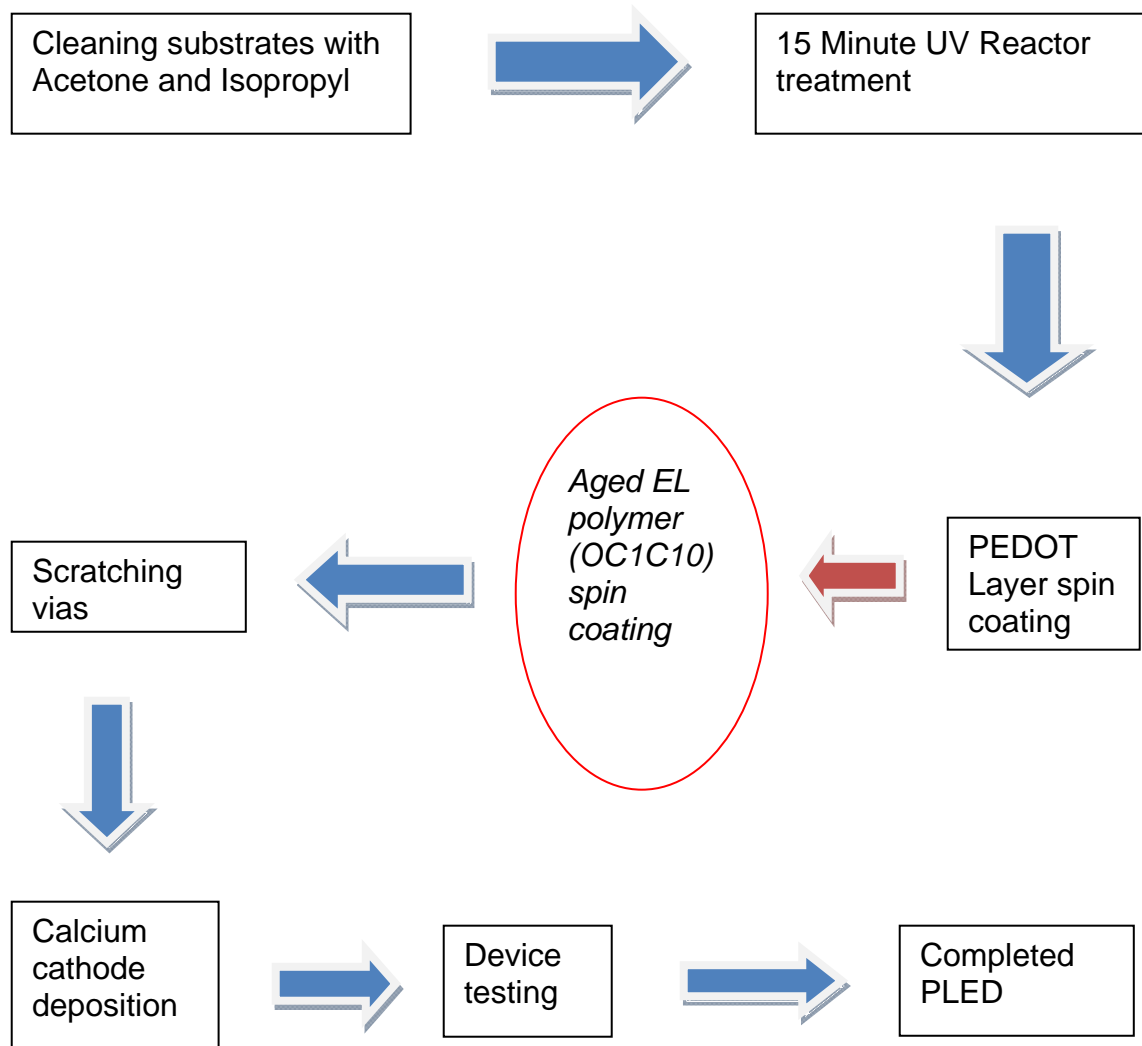 Cleaning substrates with
Acetone and Isopropyl
15 Minute UV Reactor
treatment
PEDOT
Layer spin
coating
Aged EL
polymer
(OC1C10)
spin
coating
Scratching
vias
Calcium
cathode
deposition
Device
testing
Completed
PLED